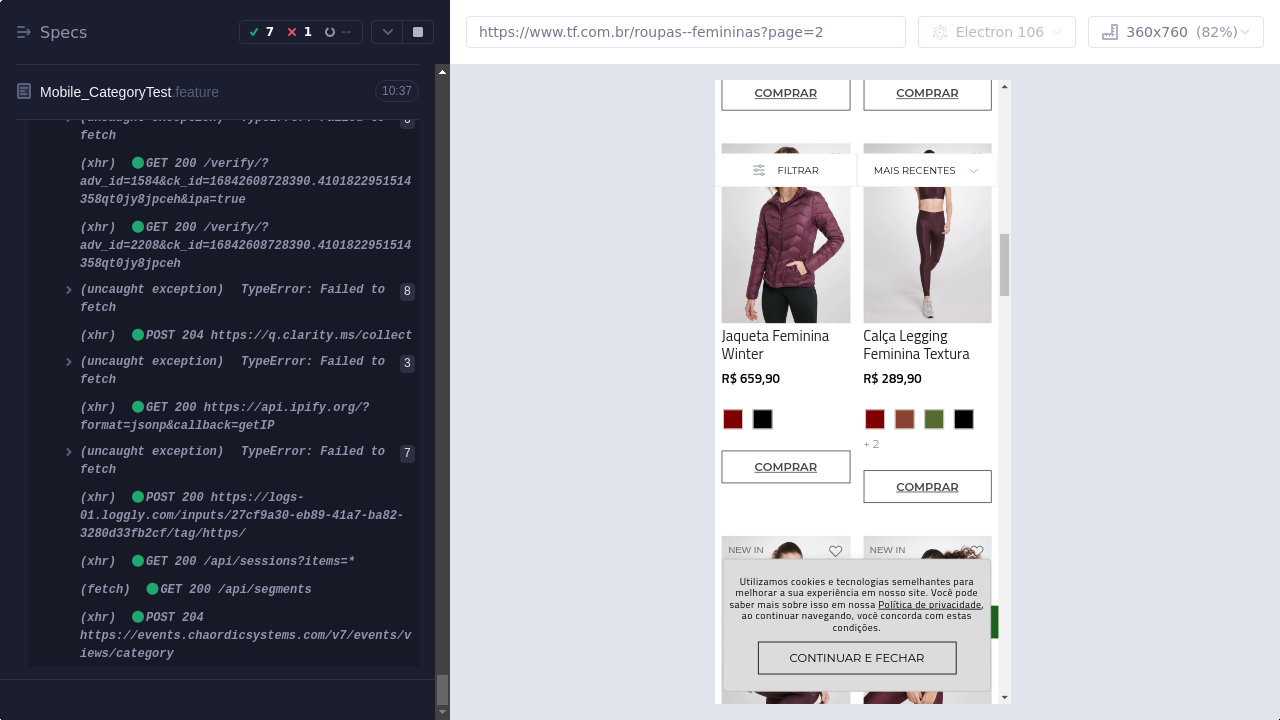 Specs
7
1
--
Mobile_CategoryTest.feature
10:37
(uncaught exception) TypeError: Failed to
fetch
(xhr) GET 200 /verify/?
adv_id=1584&ck_id=16842608728390.4101822951514
358qt0jy8jpceh&ipa=true
(xhr) GET 200 /verify/?
adv_id=2208&ck_id=16842608728390.4101822951514
358qt0jy8jpceh
(uncaught exception) TypeError: Failed to
fetch
8
(xhr) POST 204 https://q.clarity.ms/collect
(uncaught exception) TypeError: Failed to
fetch
3
(xhr) GET 200 https://api.ipify.org/?
format=jsonp&callback=getIP
(uncaught exception) TypeError: Failed to
fetch
7
(xhr) POST 200 https://logs-
01.loggly.com/inputs/27cf9a30-eb89-41a7-ba82-
3280d33fb2cf/tag/https/
(xhr) GET 200 /api/sessions?items=*
(fetch) GET 200 /api/segments
(xhr) POST 204
https://events.chaordicsystems.com/v7/events/v
iews/category
https://www.tf.com.br/roupas--femininas?page=2
Electron 106
360x760 (82%)
COMPRAR
COMPRAR
FILTRAR
MAIS RECENTES
Jaqueta Feminina
Winter
R$ 659,90
COMPRAR
Calça Legging
Feminina Textura
R$ 289,90
+ 2
COMPRAR
NEW IN
NEW IN
Utilizamos cookies e tecnologias semelhantes para
melhorar a sua experiência em nosso site. Você pode
saber mais sobre isso em nossa Política de privacidade,
ao continuar navegando, você concorda com estas
condições.
CONTINUAR E FECHAR